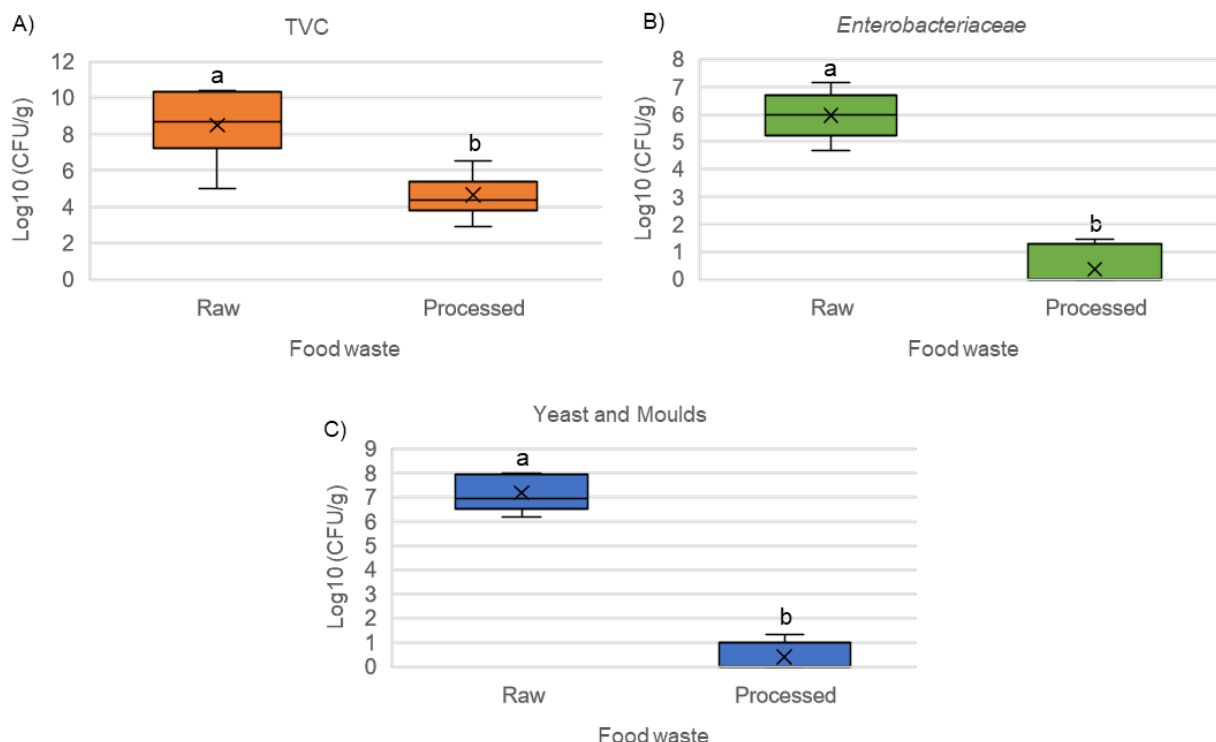 A)
TVC
Log10 (CFU/g)
12
10
8
6
4
2
0
a
b
Raw
Processed
Food waste
B)
Enterobacteriaceae
Log10 (CFU/g)
8
7
6
5
4
3
2
1
0
a
b
Raw
Processed
Food waste
C)
Yeast and Moulds
Log10 (CFU/g)
9
8
7
6
5
4
3
2
1
0
a
b
Raw
Processed
Food waste